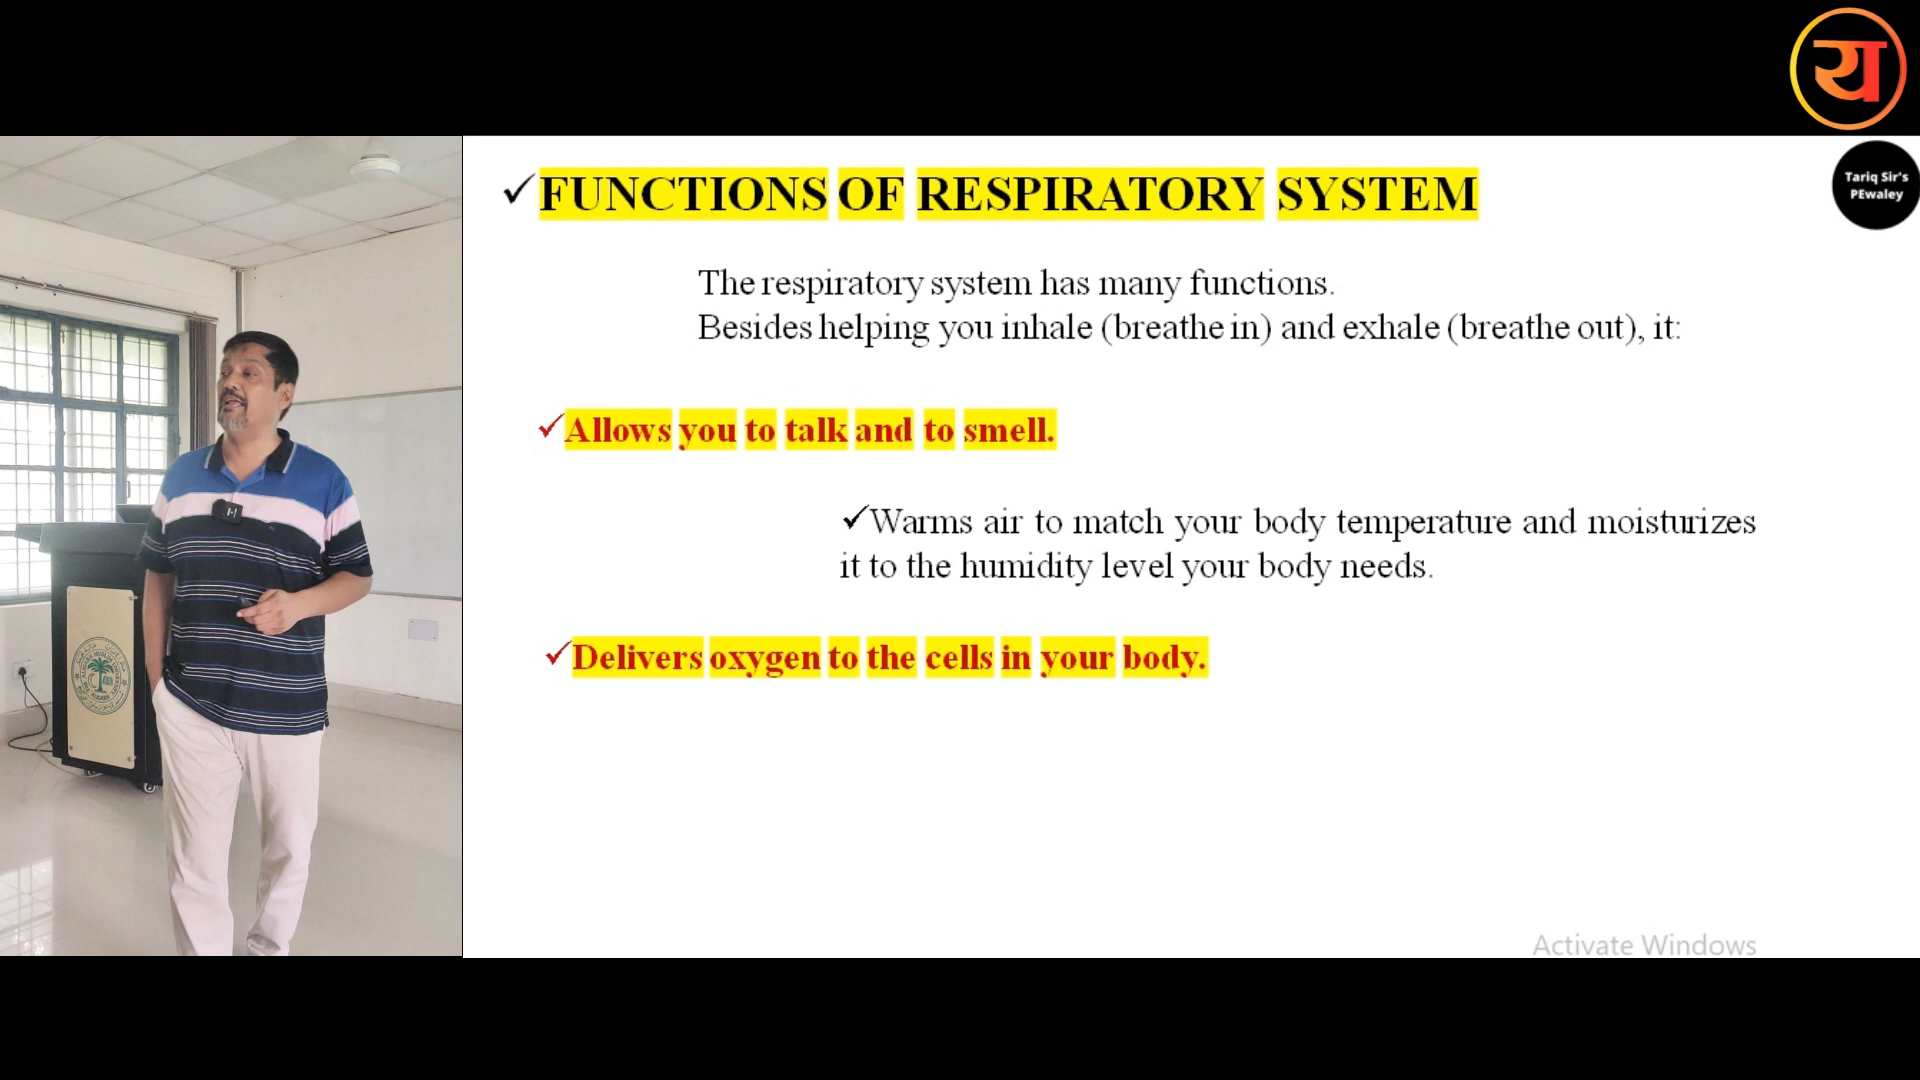 य
Tariq Sir's
PEwaley
✓FUNCTIONS OF RESPIRATORY SYSTEM
The respiratory system has many functions.
Besides helping you inhale (breathe in) and exhale (breathe out), it:
✓Allows you to talk and to smell.
✓Warms air to match your body temperature and moisturizes
it to the humidity level your body needs.
✓Delivers oxygen to the cells in your body.
Activate Windows